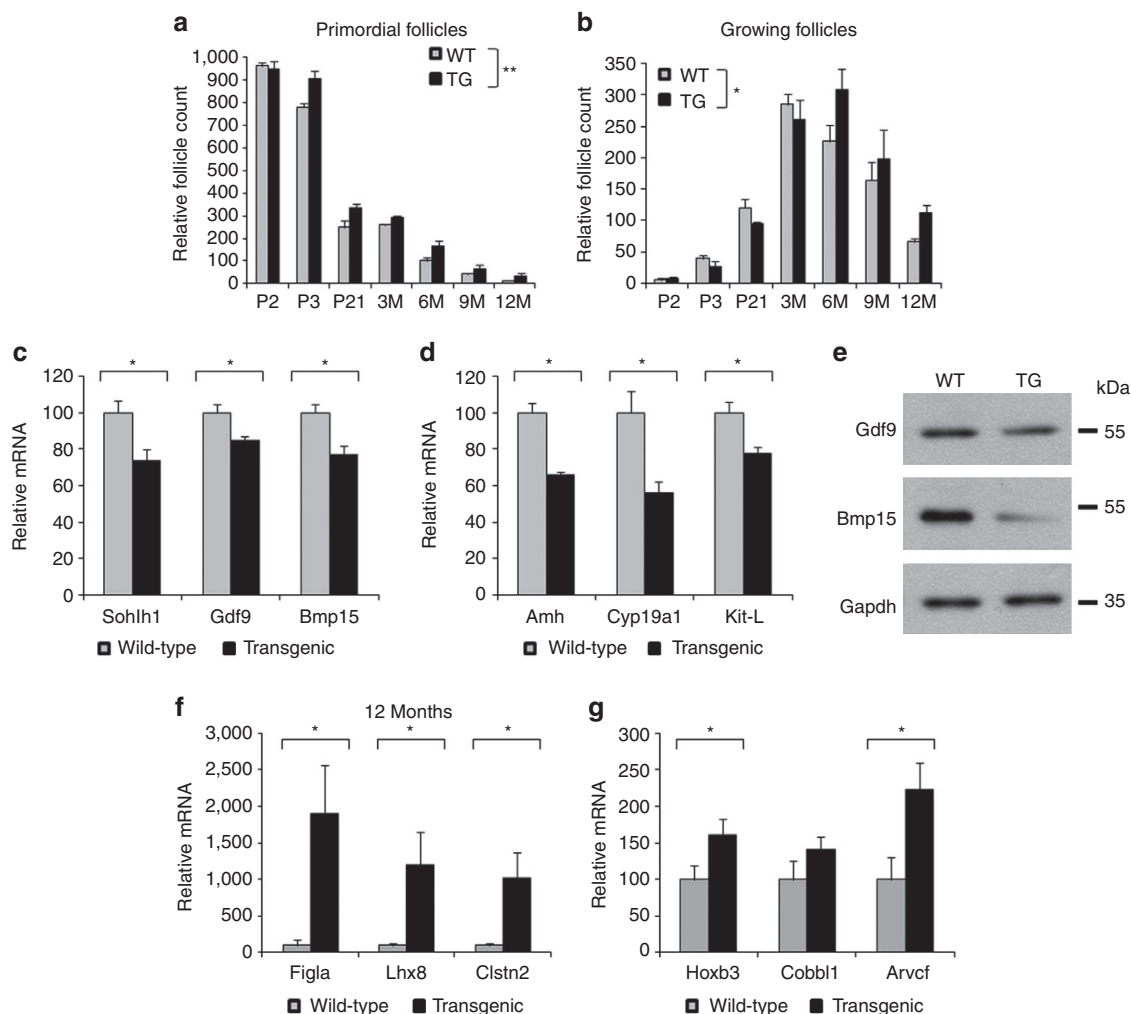 a
Primordial follicles
WT
TG
**
Relative follicle count
1,000
900
800
700
600
500
400
300
200
100
0
P2 P3 P21 3M 6M 9M 12M
b
Growing follicles
WT
TG
*
Relative follicle count
350
300
250
200
150
100
50
0
P2 P3 P21 3M 6M 9M 12M
c
* * *
Relative mRNA
120
100
80
60
40
20
0
Sohlh1 Gdf9 Bmp15
Wild-type Transgenic
d
* * *
Relative mRNA
120
100
80
60
40
20
0
Amh Cyp19a1 Kit-L
Wild-type Transgenic
e
WT TG kDa
Gdf9 55
Bmp15 55
Gapdh 35
f
12 Months
* * *
Relative mRNA
3,000
2,500
2,000
1,500
1,000
500
0
Figla Lhx8 Clstn2
Wild-type Transgenic
g
* *
Relative mRNA
300
250
200
150
100
50
0
Hoxb3 Cobbl1 Arvcf
Wild-type Transgenic